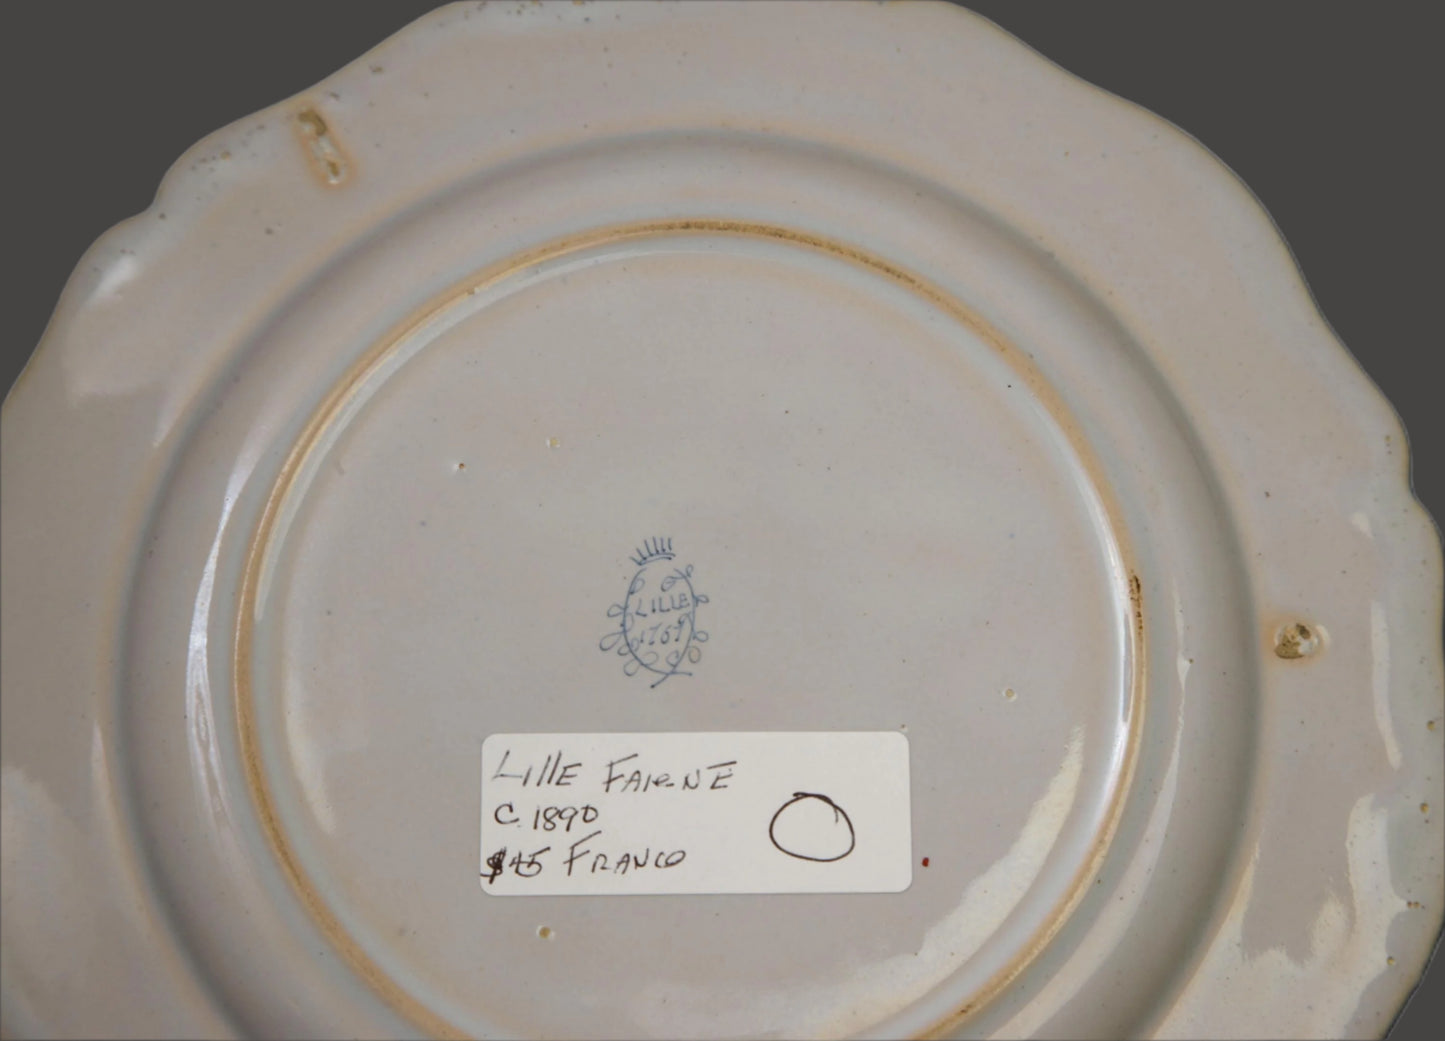 LILLE
1767
LillE FAIENE
C. 1890
$45 FRANCO